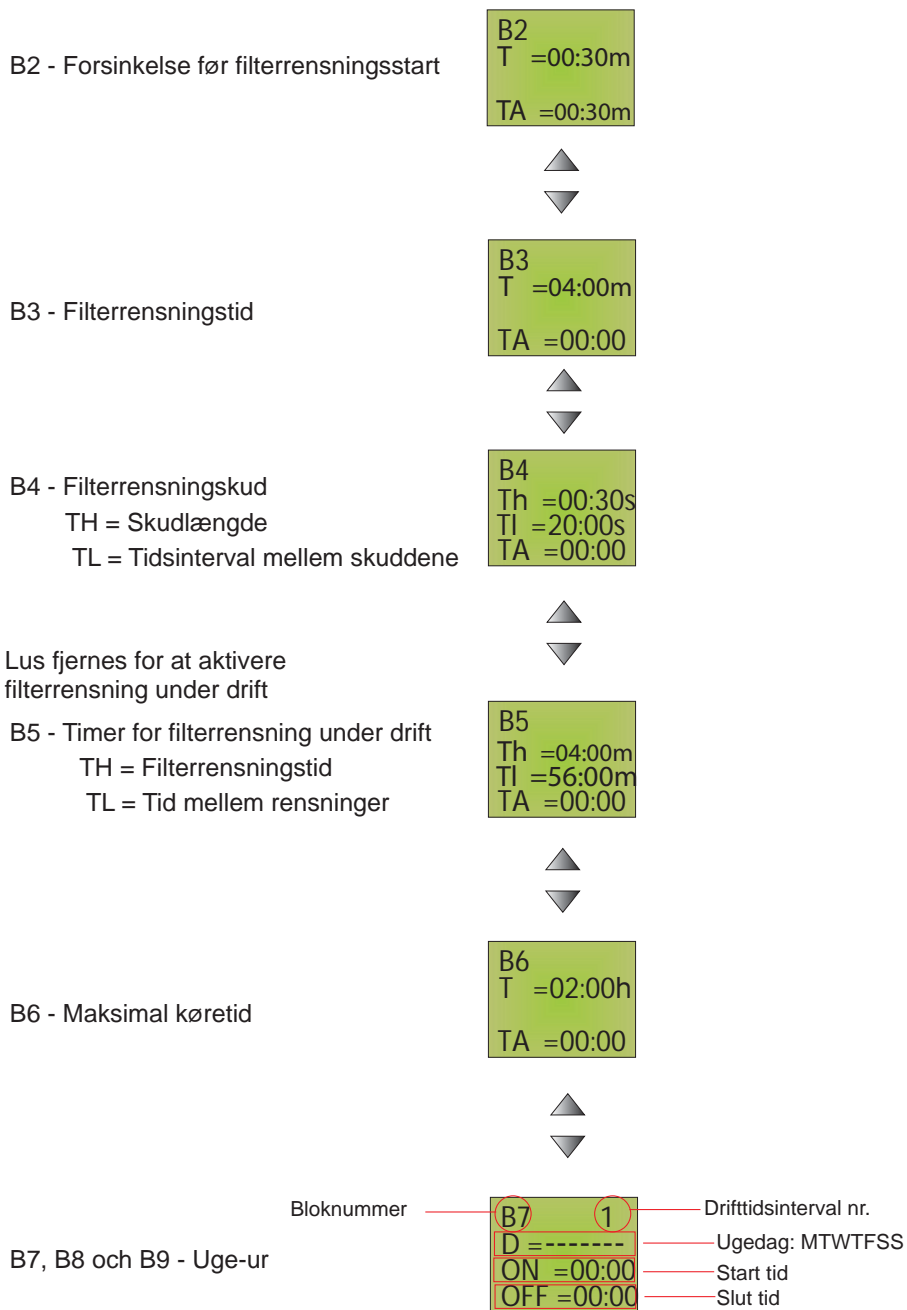 B2 - Forsinkelse før filterrensningsstart
B2
T =00:30m
TA =00:30m
B3 - Filterrensningstid
B3
T =04:00m
TA =00:00
B4 - Filterrensningskud
TH = Skudlængde
TL = Tidsinterval mellem skuddene
B4
Th =00:30s
Tl =20:00s
TA =00:00
Lus fjernes for at aktivere
filterrensning under drift
B5 - Timer for filterrensning under drift
TH = Filterrensningstid
TL = Tid mellem rensninger
B5
Th =04:00m
Tl =56:00m
TA =00:00
B6 - Maksimal køretid
B6
T =02:00h
TA =00:00
B7, B8 och B9 - Uge-ur
Bloknummer
B7 1
D =-------
ON =00:00
OFF =00:00
Drifttidsinterval nr.
Ugedag: MTWTFSS
Start tid
Slut tid